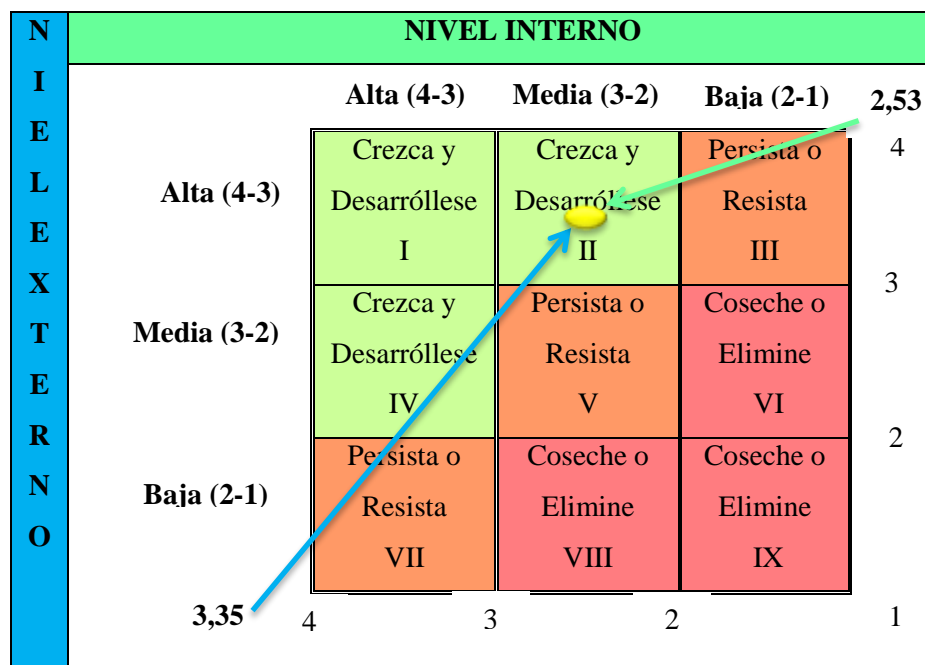 NIELEXTERNO
NIVEL INTERNO
Alta (4-3) Media (3-2) Baja (2-1) 2,53
Alta (4-3)
Crezca y
Desarróllese
I
Crezca y
Desarróllese
II
Persista o
Resista
III
4
3
Media (3-2)
Crezca y
Desarróllese
IV
Persista o
Resista
V
Coseche o
Elimine
VI
2
Baja (2-1)
Persista o
Resista
VII
Coseche o
Elimine
VIII
Coseche o
Elimine
IX
3,35 4 3 2 1